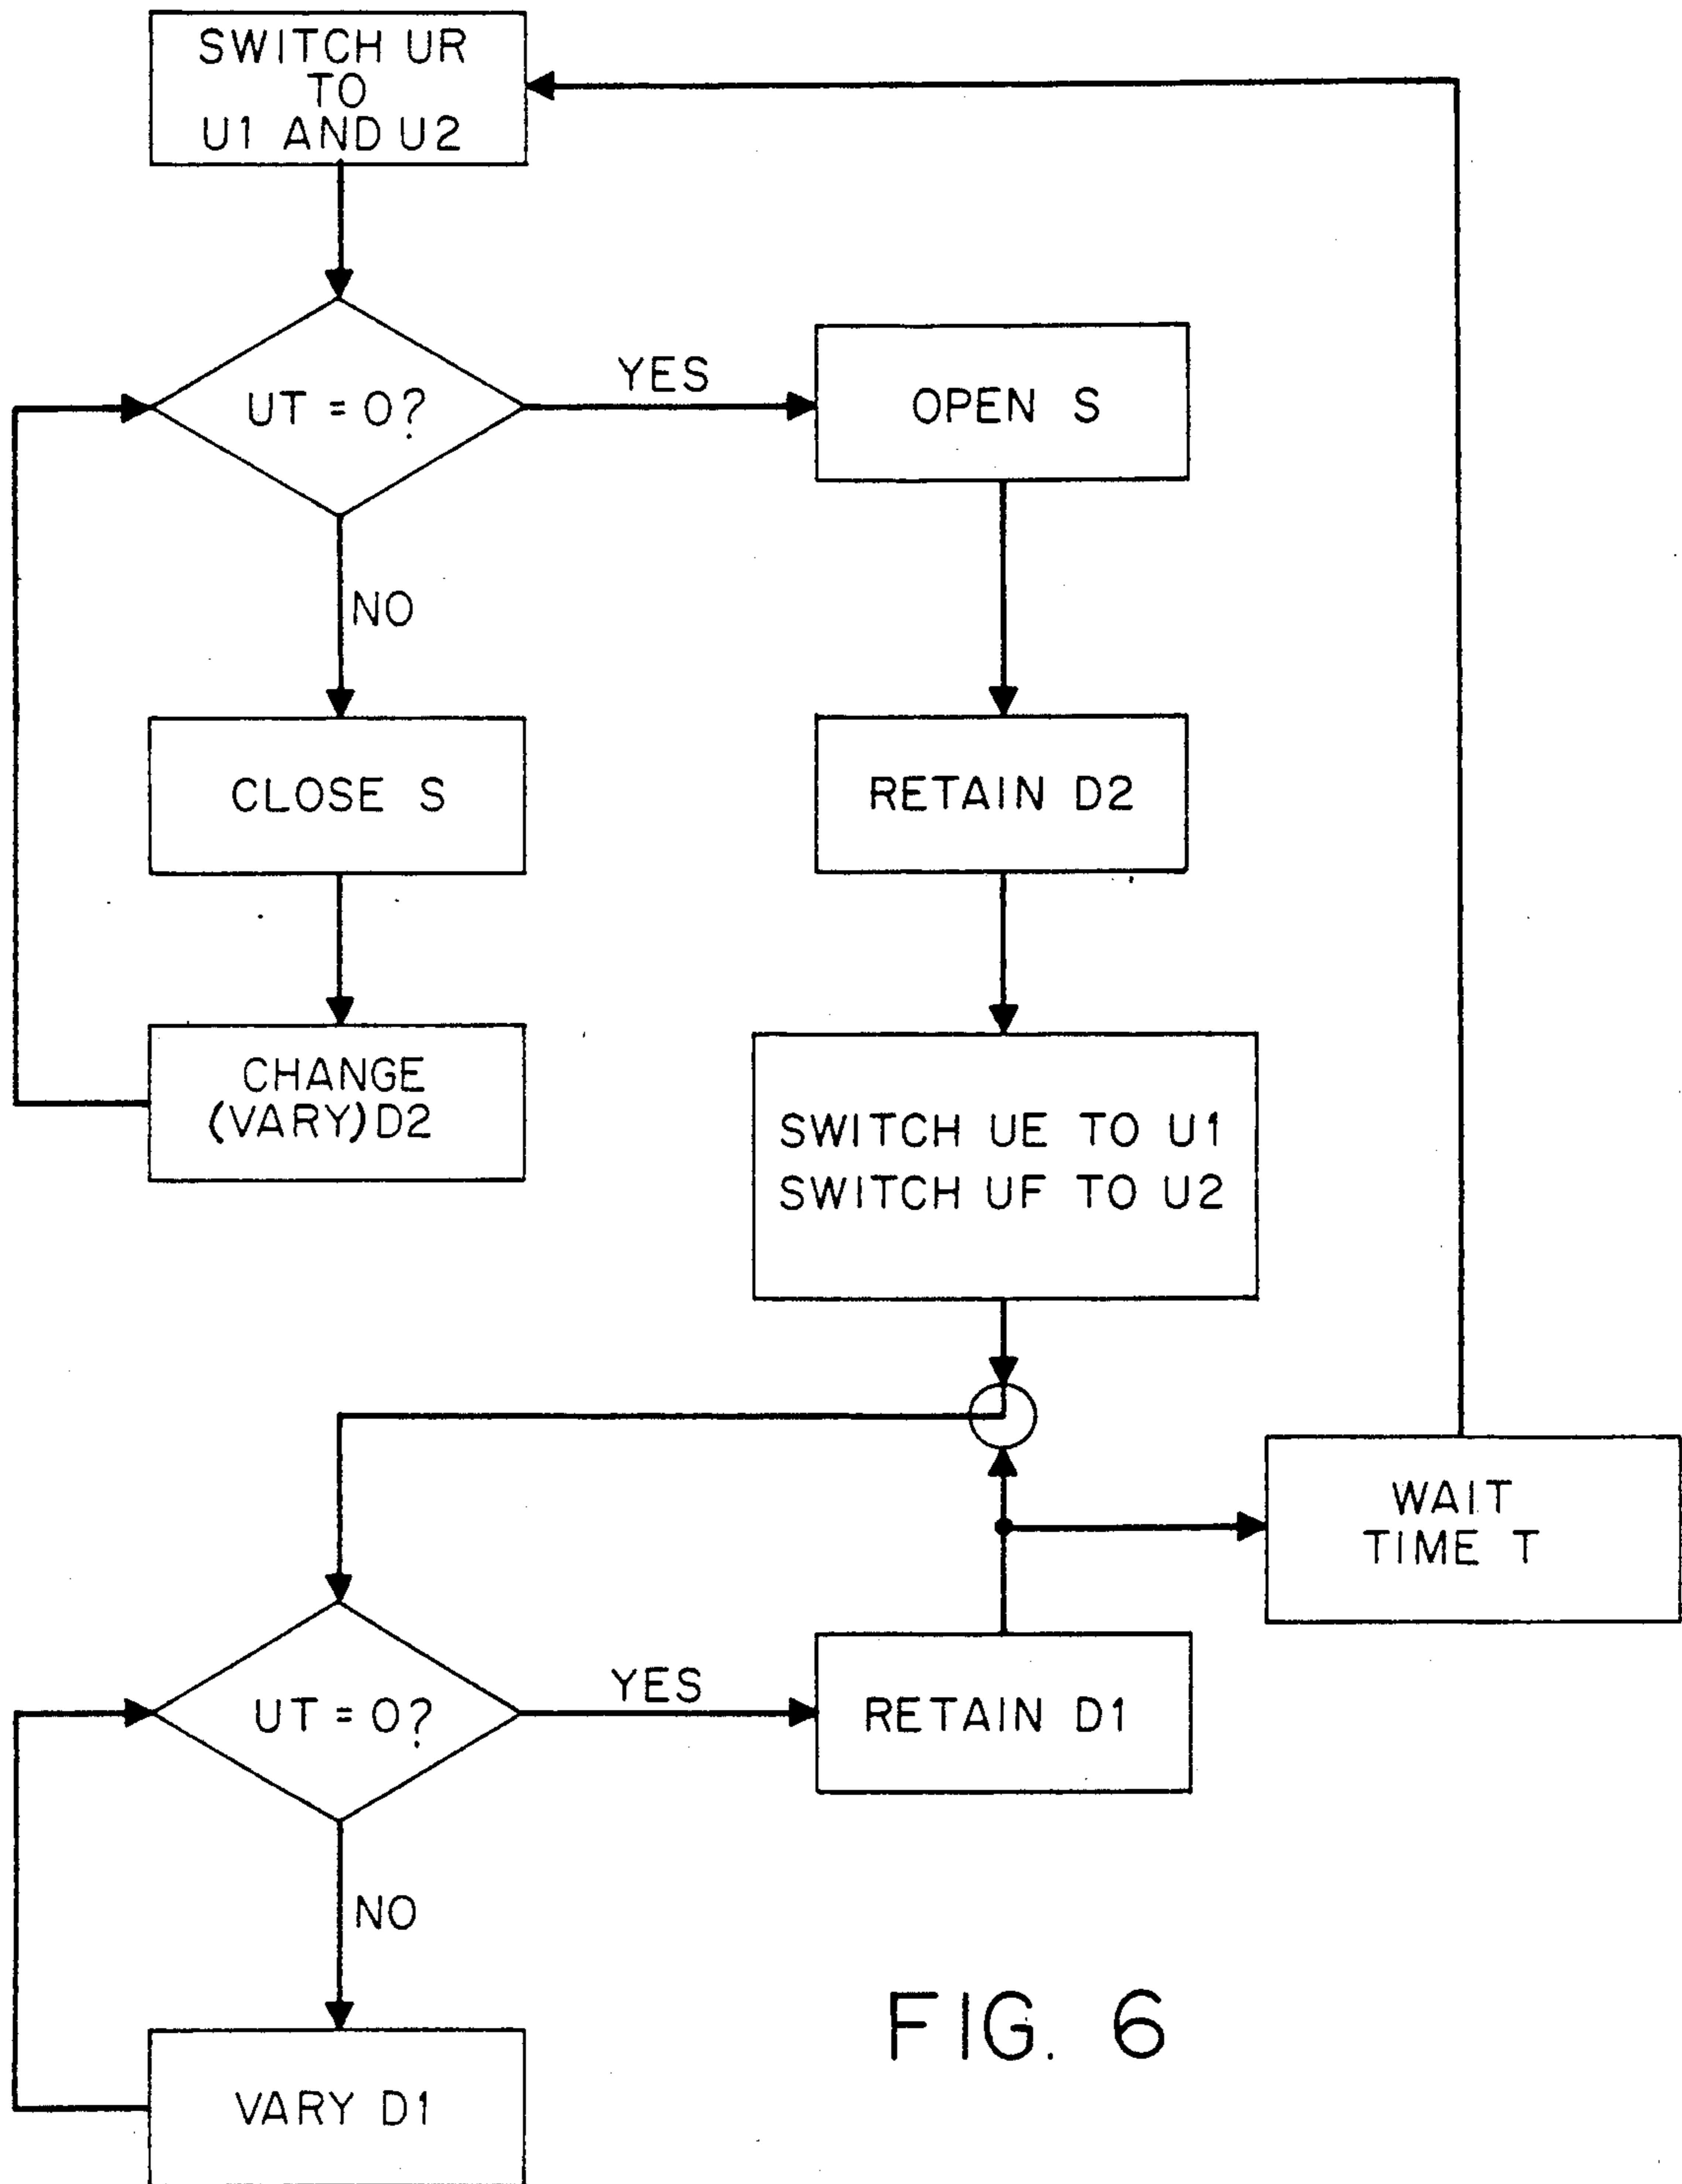 SWITCH UR
TO
U1 AND U2
UT = 0?
YES
OPEN S
NO
CLOSE S
RETAIN D2
CHANGE
(VARY) D2
SWITCH UE TO U1
SWITCH UF TO U2
WAIT
TIME T
UT = 0?
YES
RETAIN D1
NO
VARY D1
FIG. 6